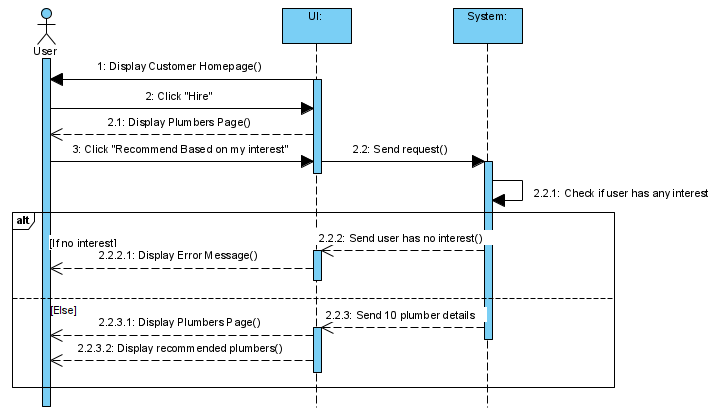 UI:
System:
User
1: Display Customer Homepage()
2: Click "Hire"
2.1: Display Plumbers Page()
3: Click "Recommend Based on my interest"
2.2: Send request()
2.2.1: Check if user has any interest
alt
[If no interest]
2.2.2: Send user has no interest()
2.2.2.1: Display Error Message()
[Else]
2.2.3: Send 10 plumber details
2.2.3.1: Display Plumbers Page()
2.2.3.2: Display recommended plumbers()